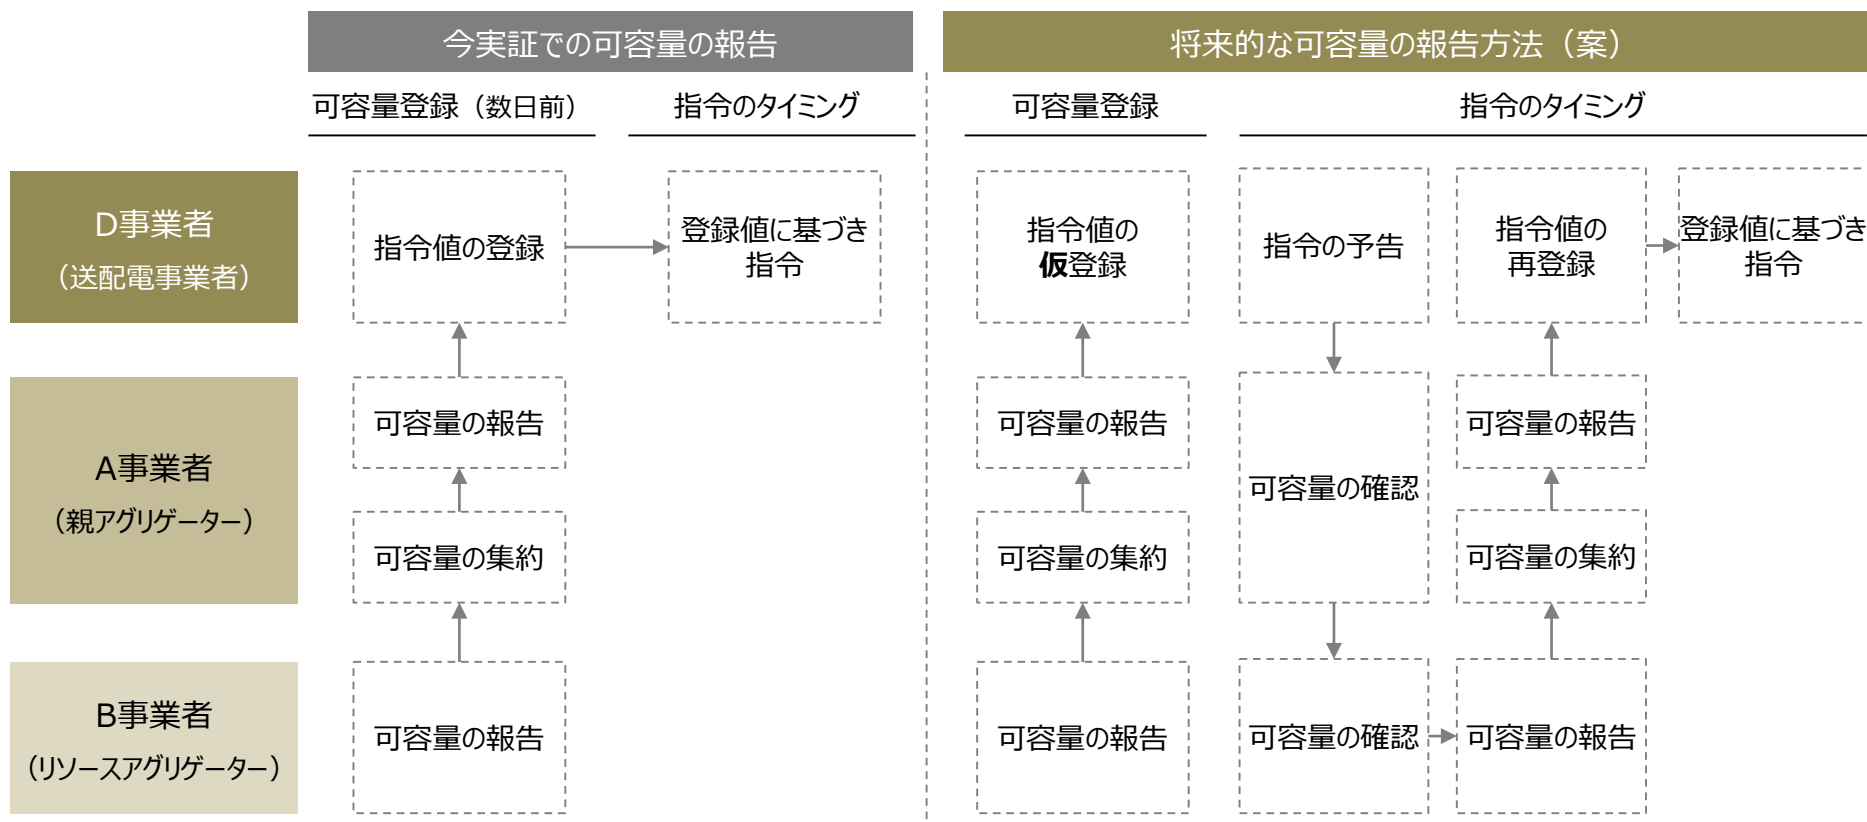 今実証での可容量の報告
将来的な可容量の報告方法（案）
可容量登録（数日前）
指令のタイミング
可容量登録
指令のタイミング
D事業者
（送配電事業者）
指令値の登録
登録値に基づき
指令
指令値の
仮登録
指令の予告
指令値の
再登録
登録値に基づき
指令
A事業者
（親アグリゲーター）
可容量の報告
可容量の集約
可容量の報告
可容量の集約
可容量の確認
可容量の報告
可容量の集約
B事業者
（リソースアグリゲーター）
可容量の報告
可容量の報告
可容量の確認
可容量の報告